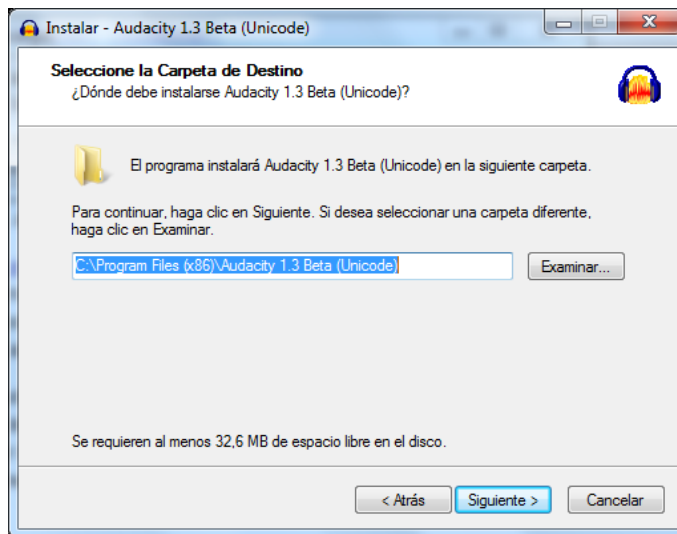 Instalar - Audacity 1.3 Beta (Unicode)
Seleccione la Carpeta de Destino
¿Dónde debe instalarse Audacity 1.3 Beta (Unicode)?
El programa instalará Audacity 1.3 Beta (Unicode) en la siguiente carpeta.
Para continuar, haga clic en Siguiente. Si desea seleccionar una carpeta diferente,
haga clic en Examinar.
C:\Program Files (x86)\Audacity 1.3 Beta (Unicode)
Examinar...
Se requieren al menos 32,6 MB de espacio libre en el disco.
< Atrás
Siguiente >
Cancelar